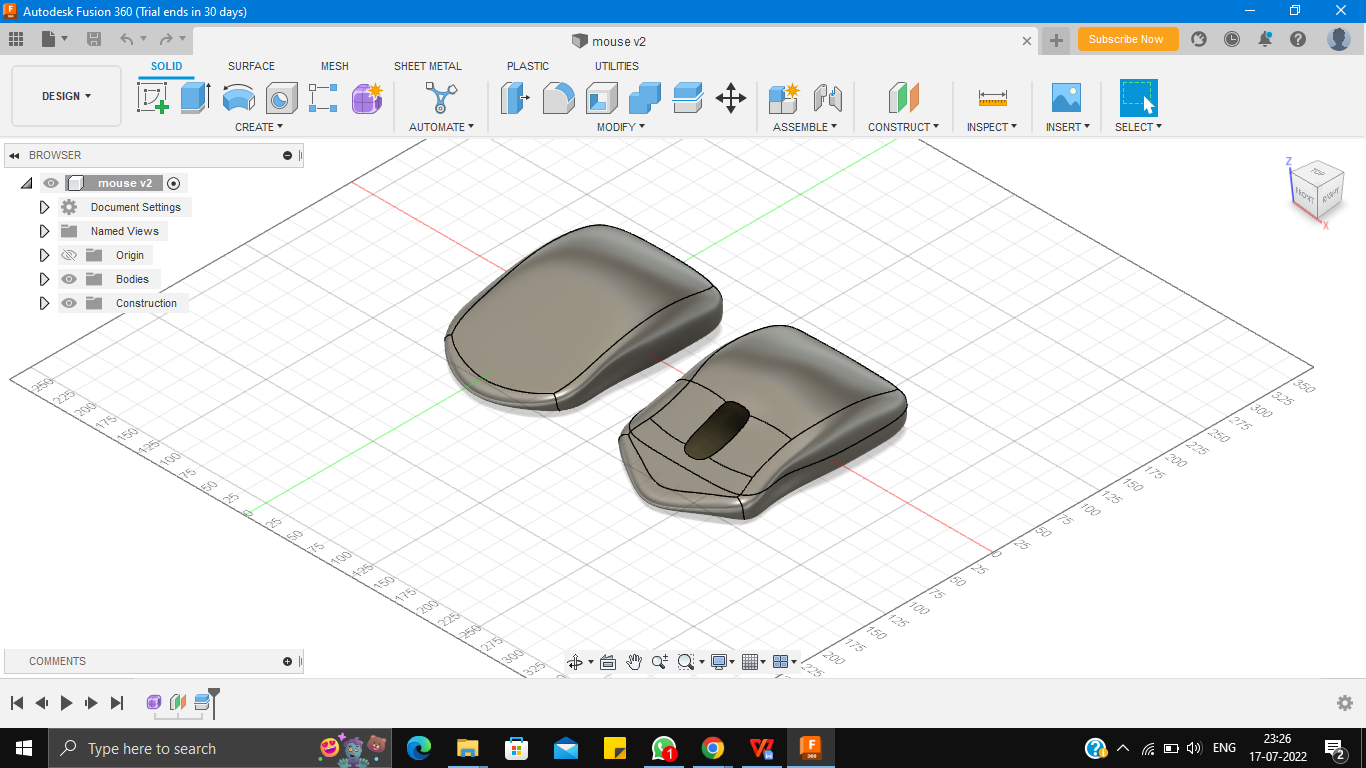 Autodesk Fusion 360 (Trial ends in 30 days)
mouse v2
Subscribe Now
SOLID SURFACE MESH SHEET METAL PLASTIC UTILITIES
DESIGN
CREATE AUTOMATE MODIFY ASSEMBLE CONSTRUCT INSPECT INSERT SELECT
BROWSER
mouse v2
Document Settings
Named Views
Origin
Bodies
Construction
Z
TOP
FRONT RIGHT
X
250 225 200 175 150 125 100 75 50 25 0
25 50 75 100 125 150 175 200 225 250 275 300 325
350 325 300 275 250 225 200 175 150 125 100 75 50 25 0
25 50 75 100 125 150 175 200 225
COMMENTS
Type here to search
1
F
360
ENG
23:26
17-07-2022
2